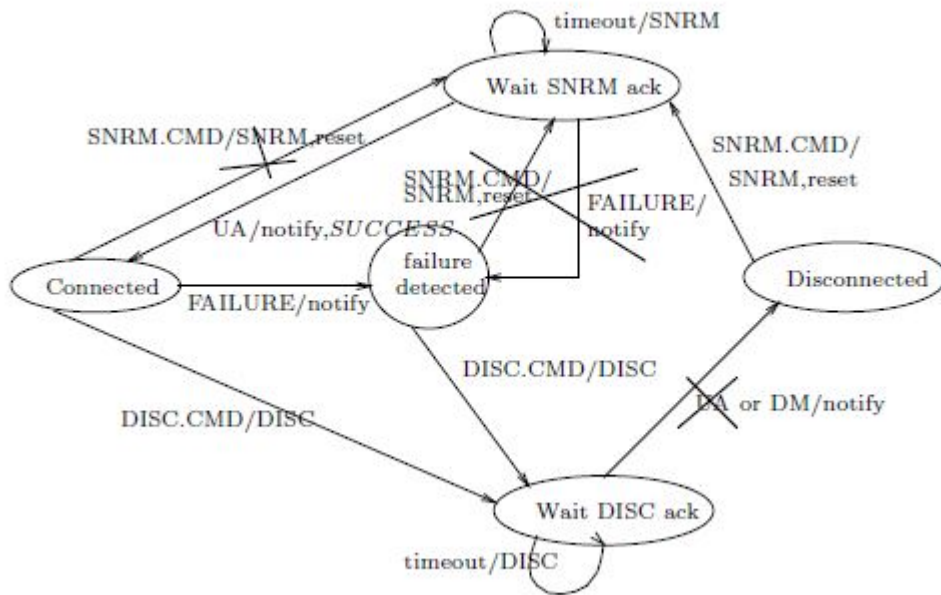 timeout/SNRM
Wait SNRM ack
SNRM.CMD/SNRM,reset
SNRM.CMD/
SNRM,reset
SNRM.CMD/
SNRM,reset
FAILURE/
notify
UA/notify,SUCCESS
failure
detected
Connected
Disconnected
FAILURE/notify
DISC.CMD/DISC
UA or DM/notify
DISC.CMD/DISC
Wait DISC ack
timeout/DISC